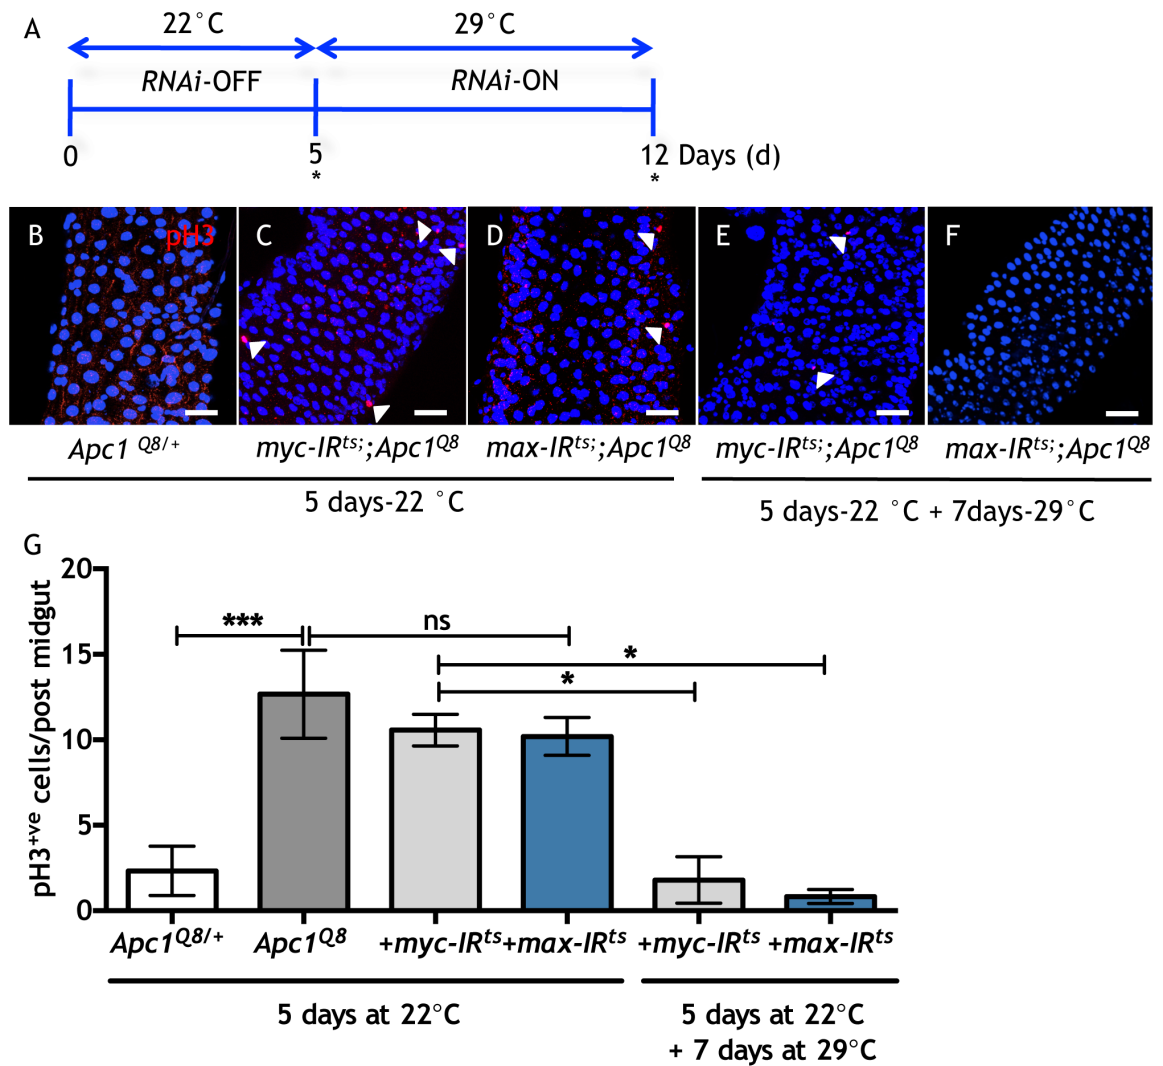 A
22°C
29°C
RNAi-OFF
RNAi-ON
0
5
12 Days (d)
*
*
B
pH3
C
D
E
F
Apc1 Q8/+
myc-IRts;;Apc1Q8
max-IRts;;Apc1Q8
myc-IRts;;Apc1Q8
max-IRts;;Apc1Q8
5 days-22 °C
5 days-22 °C + 7days-29°C
G
pH3+ve cells/post midgut
20
15
10
5
0
***
ns
*
*
Apc1Q8/+
Apc1Q8
+myc-IRts
+max-IRts
+myc-IRts
+max-IRts
5 days at 22°C
5 days at 22°C
+ 7 days at 29°C